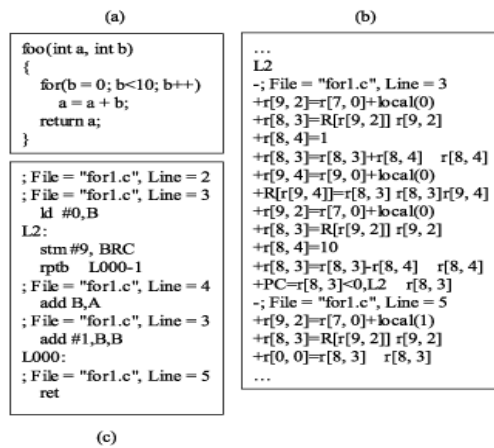 (a)
foo(int a, int b)
{
for(b = 0; b<10; b++)
a = a + b;
return a;
}
; File = "for1.c", Line = 2
; File = "for1.c", Line = 3
ld #0,B
L2:
stm #9, BRC
rptb L000-1
; File = "for1.c", Line = 4
add B,A
; File = "for1.c", Line = 3
add #1,B,B
L000:
; File = "for1.c", Line = 5
ret
(c)
(b)
...
L2
-; File = "for1.c", Line = 3
+r[9, 2]=r[7, 0]+local(0)
+r[8, 3]=R[r[9, 2]] r[9, 2]
+r[8, 4]=1
+r[8, 3]=r[8, 3]+r[8, 4] r[8, 4]
+r[9, 4]=r[9, 0]+local(0)
+R[r[9, 4]]=r[8, 3] r[8, 3]r[9, 4]
+r[9, 2]=r[7, 0]+local(0)
+r[8, 3]=R[r[9, 2]] r[9, 2]
+r[8, 4]=10
+r[8, 3]=r[8, 3]-r[8, 4] r[8, 4]
+PC=r[8, 3]<0,L2 r[8, 3]
-; File = "for1.c", Line = 5
+r[9, 2]=r[7, 0]+local(1)
+r[8, 3]=R[r[9, 2]] r[9, 2]
+r[0, 0]=r[8, 3] r[8, 3]
...